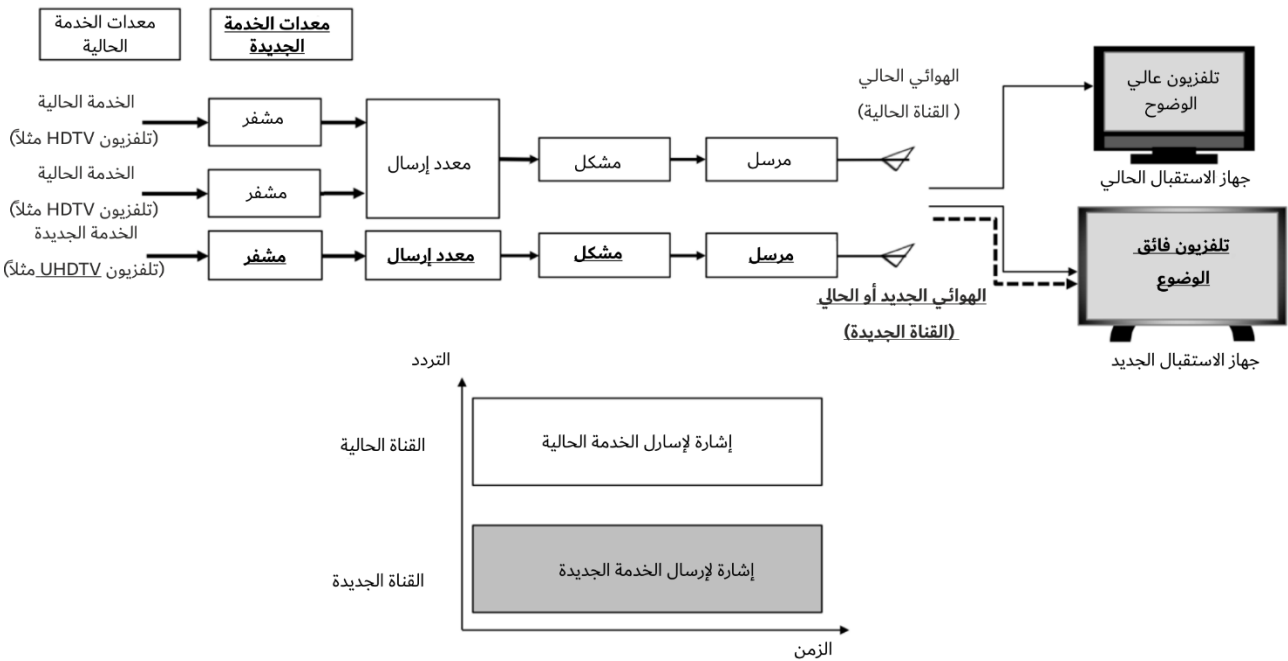 معدات الخدمة
الحالية
معدات الخدمة
الجديدة
الخدمة الحالية
(تلفزيون HDTV مثلاً)
مشفر
الخدمة الحالية
(تلفزيون HDTV مثلاً)
مشفر
معدد إرسال
مشكل
مرسل
الهوائي الحالي
(القناة الحالية )
تلفزيون عالي
الوضوح
جهاز الاستقبال الحالي
الخدمة الجديدة
(تلفزيون UHDTV مثلاً)
مشفر
معدد إرسال
مشكل
مرسل
الهوائي الجديد أو الحالي
(القناة الجديدة)
تلفزيون فائق
الوضوع
جهاز الاستقبال الجديد
التردد
القناة الحالية
إشارة لإسارل الخدمة الحالية
القناة الجديدة
إشارة لإرسال الخدمة الجديدة
الزمن